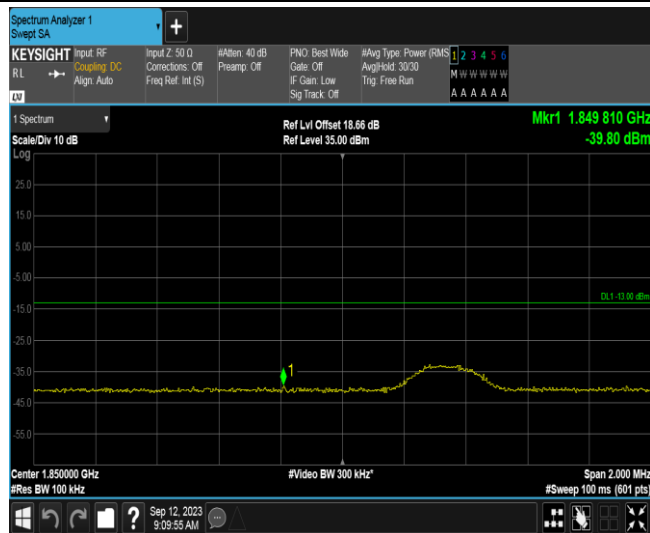 Spectrum Analyzer 1
Swept SA
KEYSIGHT
RL
LXI
Input: RF
Coupling: DC
Align: Auto
Input Z: 50 Ω
Corrections: Off
Freq Ref: Int (S)
#Atten: 40 dB
Preamp: Off
PNO: Best Wide
Gate: Off
IF Gain: Low
Sig Track: Off
#Avg Type: Power (RMS
Avg|Hold: 30/30
Trig: Free Run
1 2 3 4 5 6
M W W W W W
A A A A A A
1 Spectrum
Scale/Div 10 dB
Ref Lvl Offset 18.66 dB
Ref Level 35.00 dBm
Mkr1 1.849 810 GHz
-39.80 dBm
Log
25.0
15.0
5.00
-5.00
DL1 -13.00 dBm
-15.0
-25.0
-35.0
1
-45.0
-55.0
Center 1.850000 GHz
#Res BW 100 kHz
#Video BW 300 kHz*
Span 2.000 MHz
#Sweep 100 ms (601 pts)
?
Sep 12, 2023
9:09:55 AM